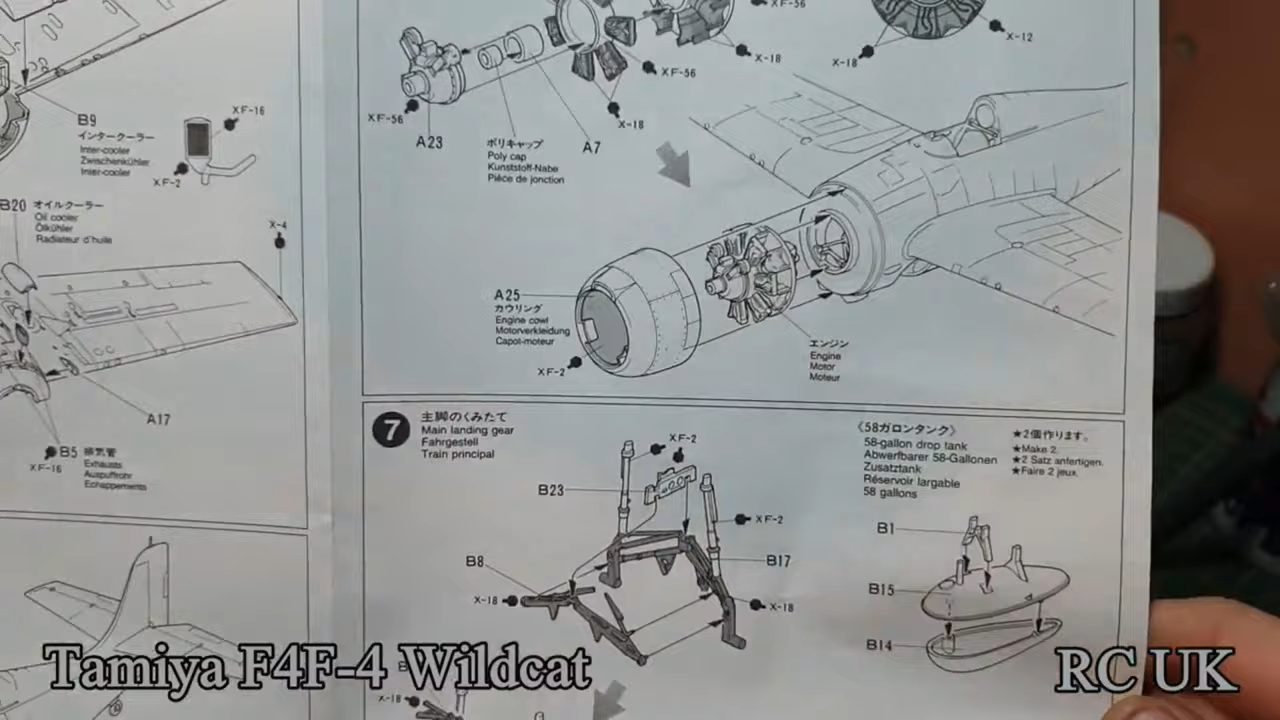 XF-56
X-18
X-12
X-18
XF-56
X-18
XF-56
A23
ポリキャップ
Poly cap
Kunststoff-Nabe
Pièce de jonction
A7
B9
インタークーラー
Inter-cooler
Zwischenkühler
Inter-cooler
XF-16
XF-2
B20 オイルクーラー
Oil cooler
Ölkühler
Radiateur d'huile
X-4
A17
B5 排気管
Exhausts
Auspuffrohr
Echappements
XF-16
A25
カウリング
Engine cowl
Motorverkleidung
Capot-moteur
XF-2
エンジン
Engine
Motor
Moteur
7
主脚のくみたて
Main landing gear
Fahrgestell
Train principal
XF-2
B23
XF-2
B8
B17
X-18
X-18
《58ガロンタンク》
58-gallon drop tank
Abwerfbarer 58-Gallonen
Zusatztank
Réservoir largable
58 gallons
★2個作ります。
★Make 2.
★2 Satz anfertigen.
★Faire 2 jeux.
B1
B15
B14
X-18
Tamiya F4F-4 Wildcat
RC UK